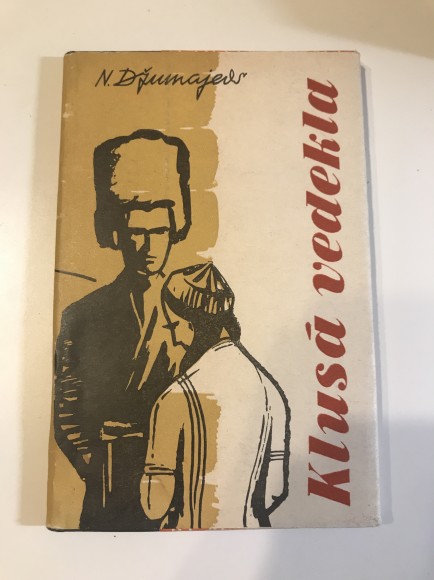 N. Džumajevs
Klusā vedekla